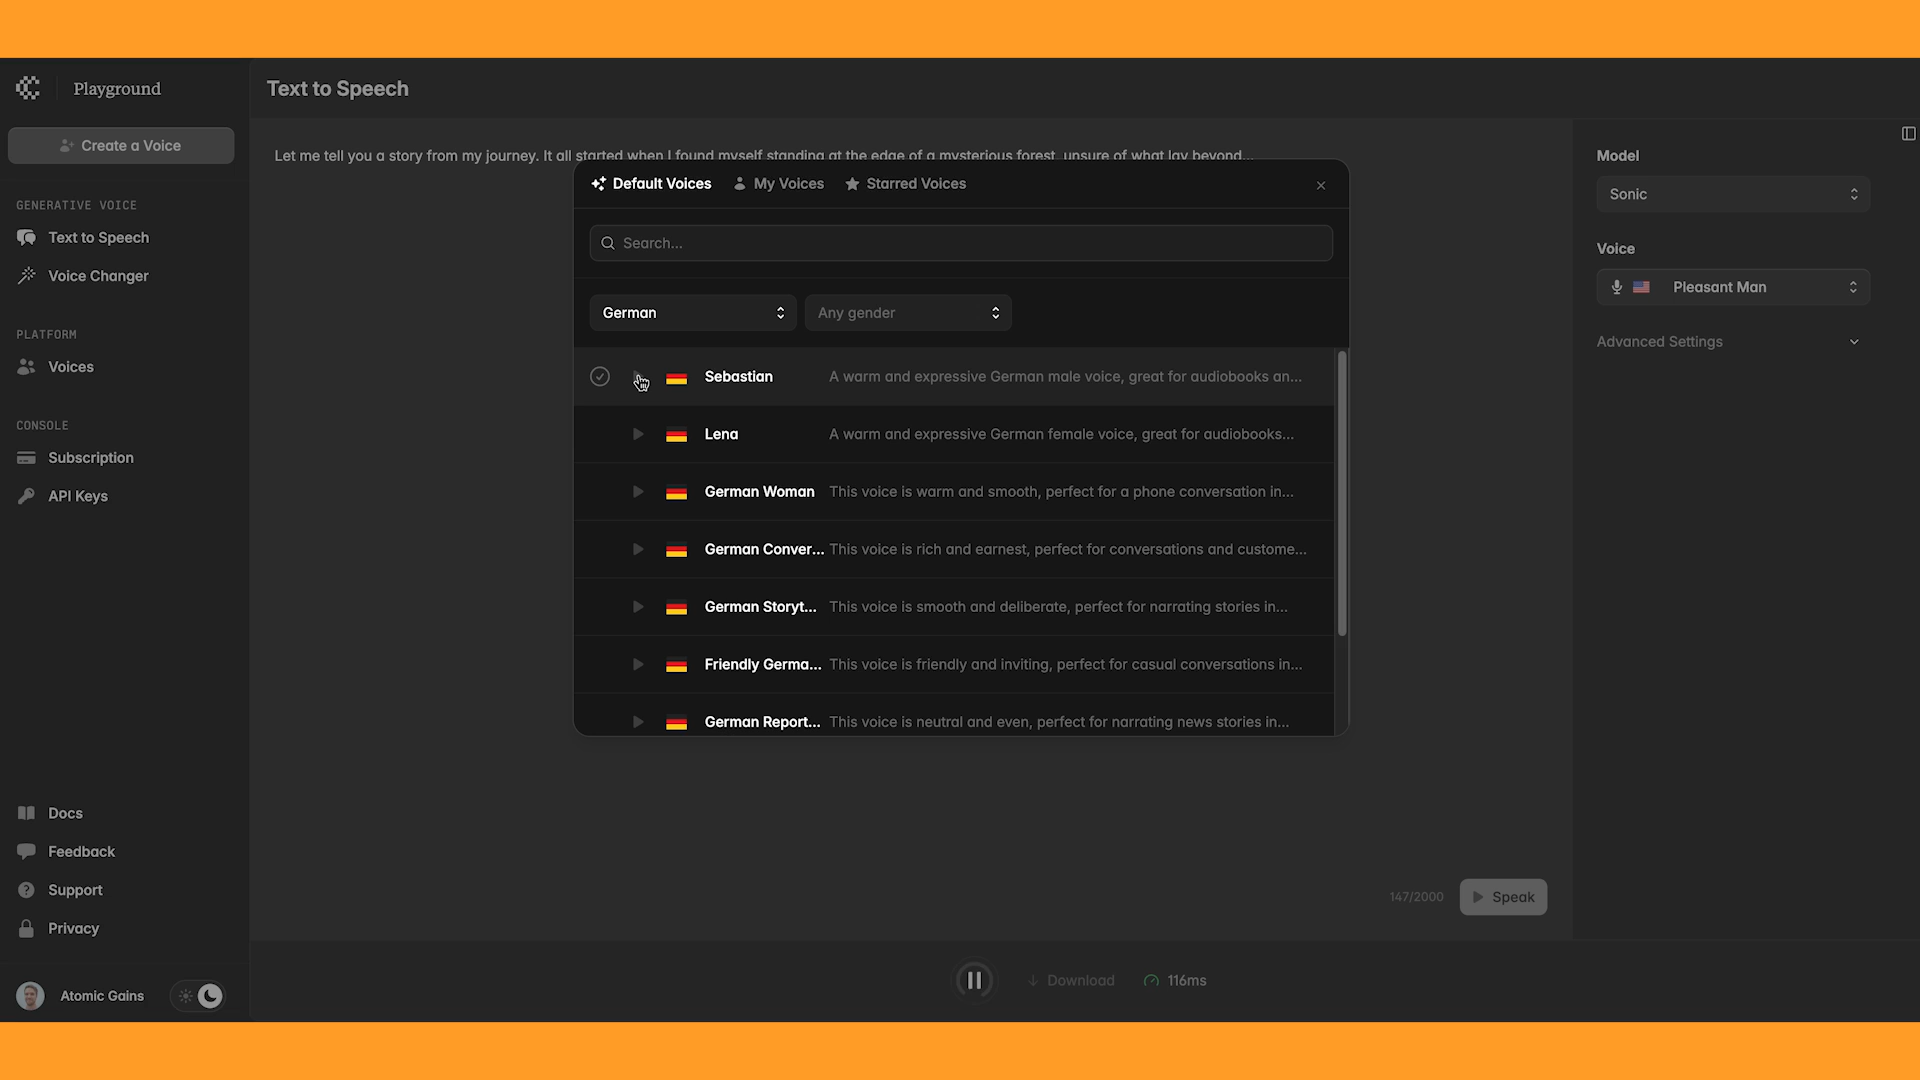 Playground
Create a Voice
GENERATIVE VOICE
Text to Speech
Voice Changer
PLATFORM
Voices
CONSOLE
Subscription
API Keys
Docs
Feedback
Support
Privacy
Atomic Gains
Text to Speech
Let me tell you a story from my journey. It all started when I found myself standing at the edge of a mysterious forest, unsure of what lay beyond...
Default Voices My Voices Starred Voices
Search...
German Any gender
Sebastian A warm and expressive German male voice, great for audiobooks an...
Lena A warm and expressive German female voice, great for audiobooks...
German Woman This voice is warm and smooth, perfect for a phone conversation in...
German Conver... This voice is rich and earnest, perfect for conversations and custome...
German Storyt... This voice is smooth and deliberate, perfect for narrating stories in...
Friendly Germa... This voice is friendly and inviting, perfect for casual conversations in...
German Report... This voice is neutral and even, perfect for narrating news stories in...
147/2000 Speak
Download 116ms
Model
Sonic
Voice
Pleasant Man
Advanced Settings